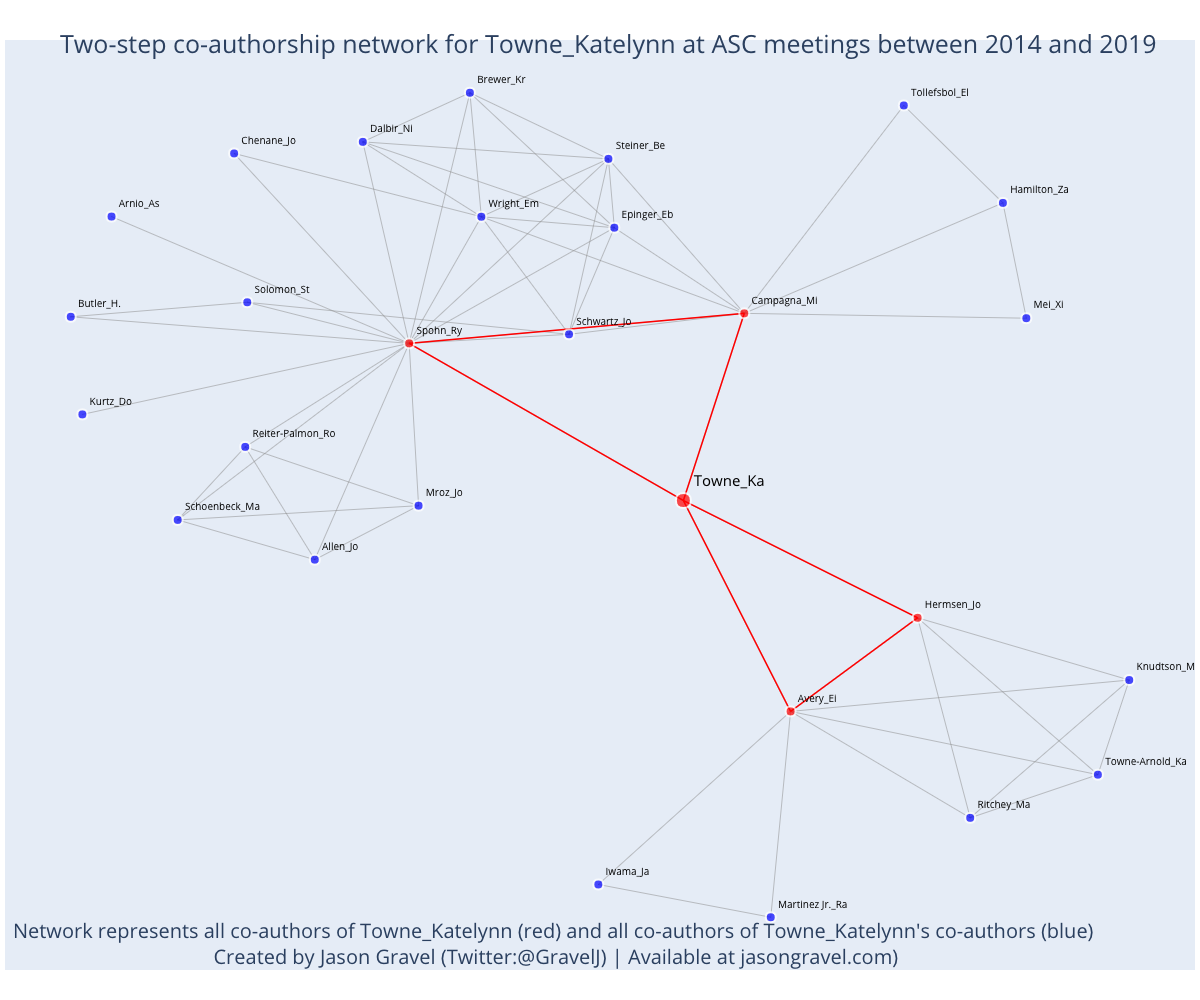 Two-step co-authorship network for Towne_Katelynn at ASC meetings between 2014 and 2019
Brewer_Kr
Tollefsbol_El
Dalbir_Ni
Chenane_Jo
Steiner_Be
Hamilton_Za
Arnio_As
Wright_Em
Epinger_Eb
Solomon_St
Butler_H.
Campagna_Mi
Mei_Xi
Schwartz_Jo
Spohn_Ry
Kurtz_Do
Reiter-Palmon_Ro
Towne_Ka
Mroz_Jo
Schoenbeck_Ma
Allen_Jo
Hermsen_Jo
Knudtson_M
Avery_Ei
Towne-Arnold_Ka
Ritchey_Ma
Iwama_Ja
Martinez Jr._Ra
Network represents all co-authors of Towne_Katelynn (red) and all co-authors of Towne_Katelynn's co-authors (blue)
Created by Jason Gravel (Twitter:@GravelJ) | Available at jasongravel.com)